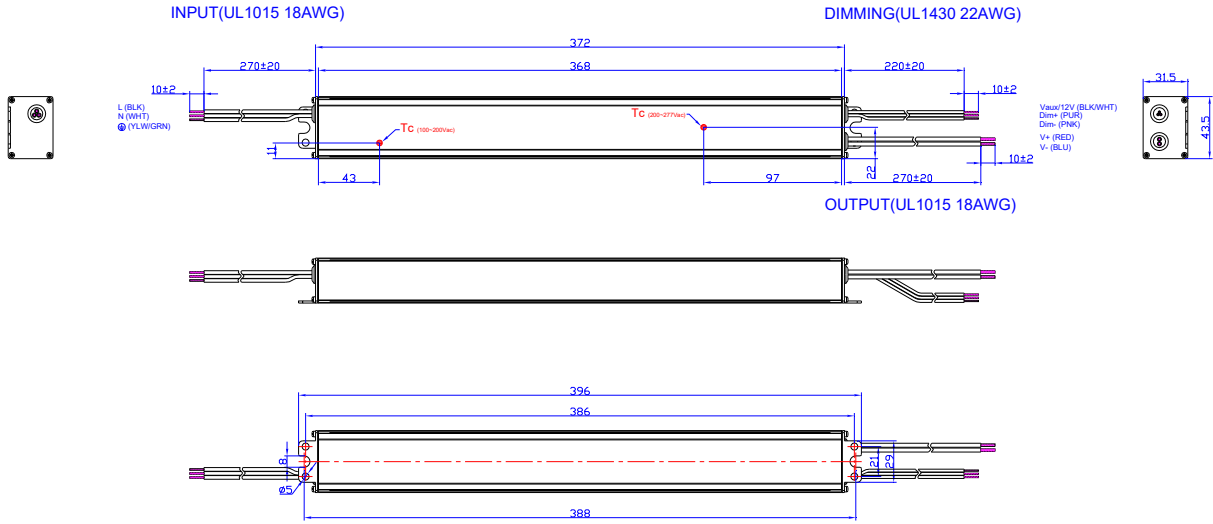 INPUT(UL1015 18AWG)
DIMMING(UL1430 22AWG)
372
270±20
368
220±20
10±2
10±2
31.5
L (BLK)
N (WHT)
(YLW/GRN)
Tc (100~200Vac)
Tc (200~277Vac)
Vaux/12V (BLK/WHT)
Dim+ (PUR)
Dim- (PNK)
V+ (RED)
V- (BLU)
43.5
11
22
10±2
43
97
270±20
OUTPUT(UL1015 18AWG)
396
386
8
21
29
ø5
388